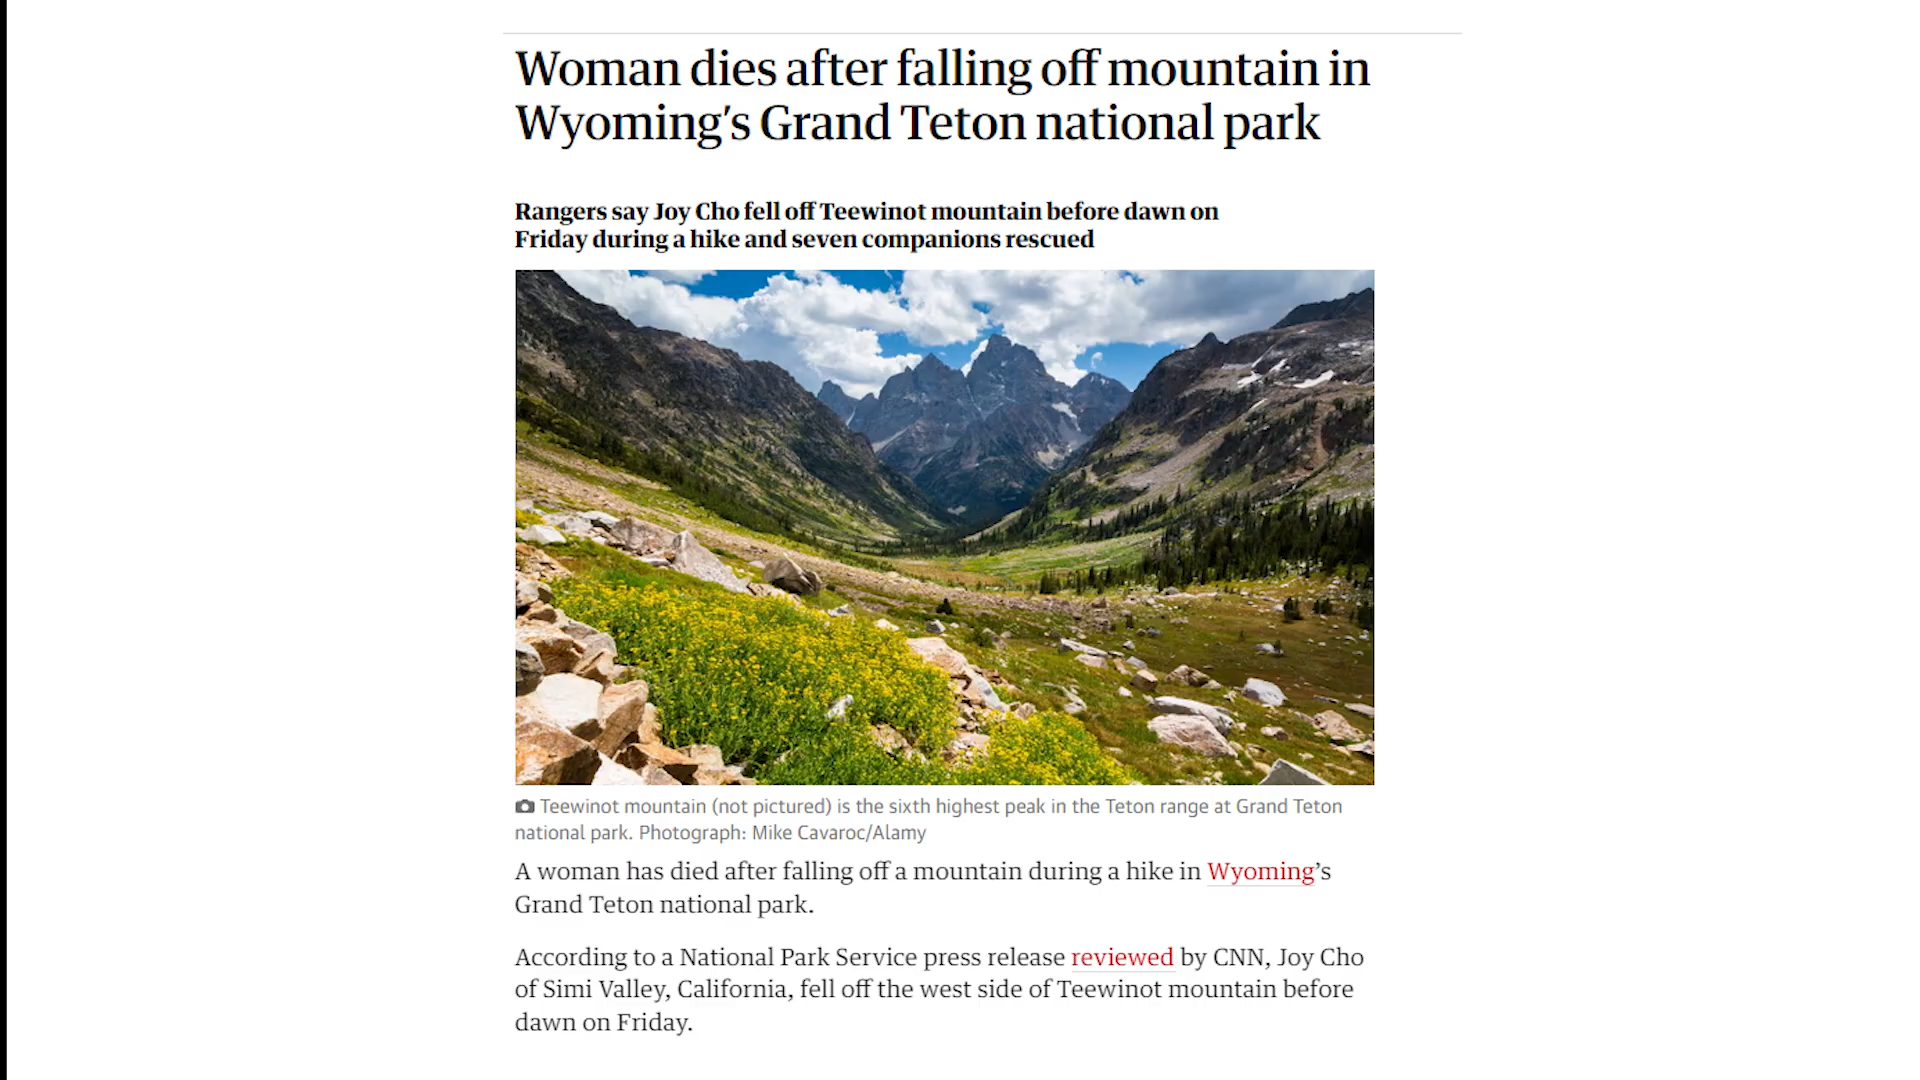 Woman dies after falling off mountain in
Wyoming’s Grand Teton national park
Rangers say Joy Cho fell off Teewinot mountain before dawn on
Friday during a hike and seven companions rescued
Teewinot mountain (not pictured) is the sixth highest peak in the Teton range at Grand Teton
national park. Photograph: Mike Cavaroc/Alamy
A woman has died after falling off a mountain during a hike in Wyoming’s
Grand Teton national park.
According to a National Park Service press release reviewed by CNN, Joy Cho
of Simi Valley, California, fell off the west side of Teewinot mountain before
dawn on Friday.